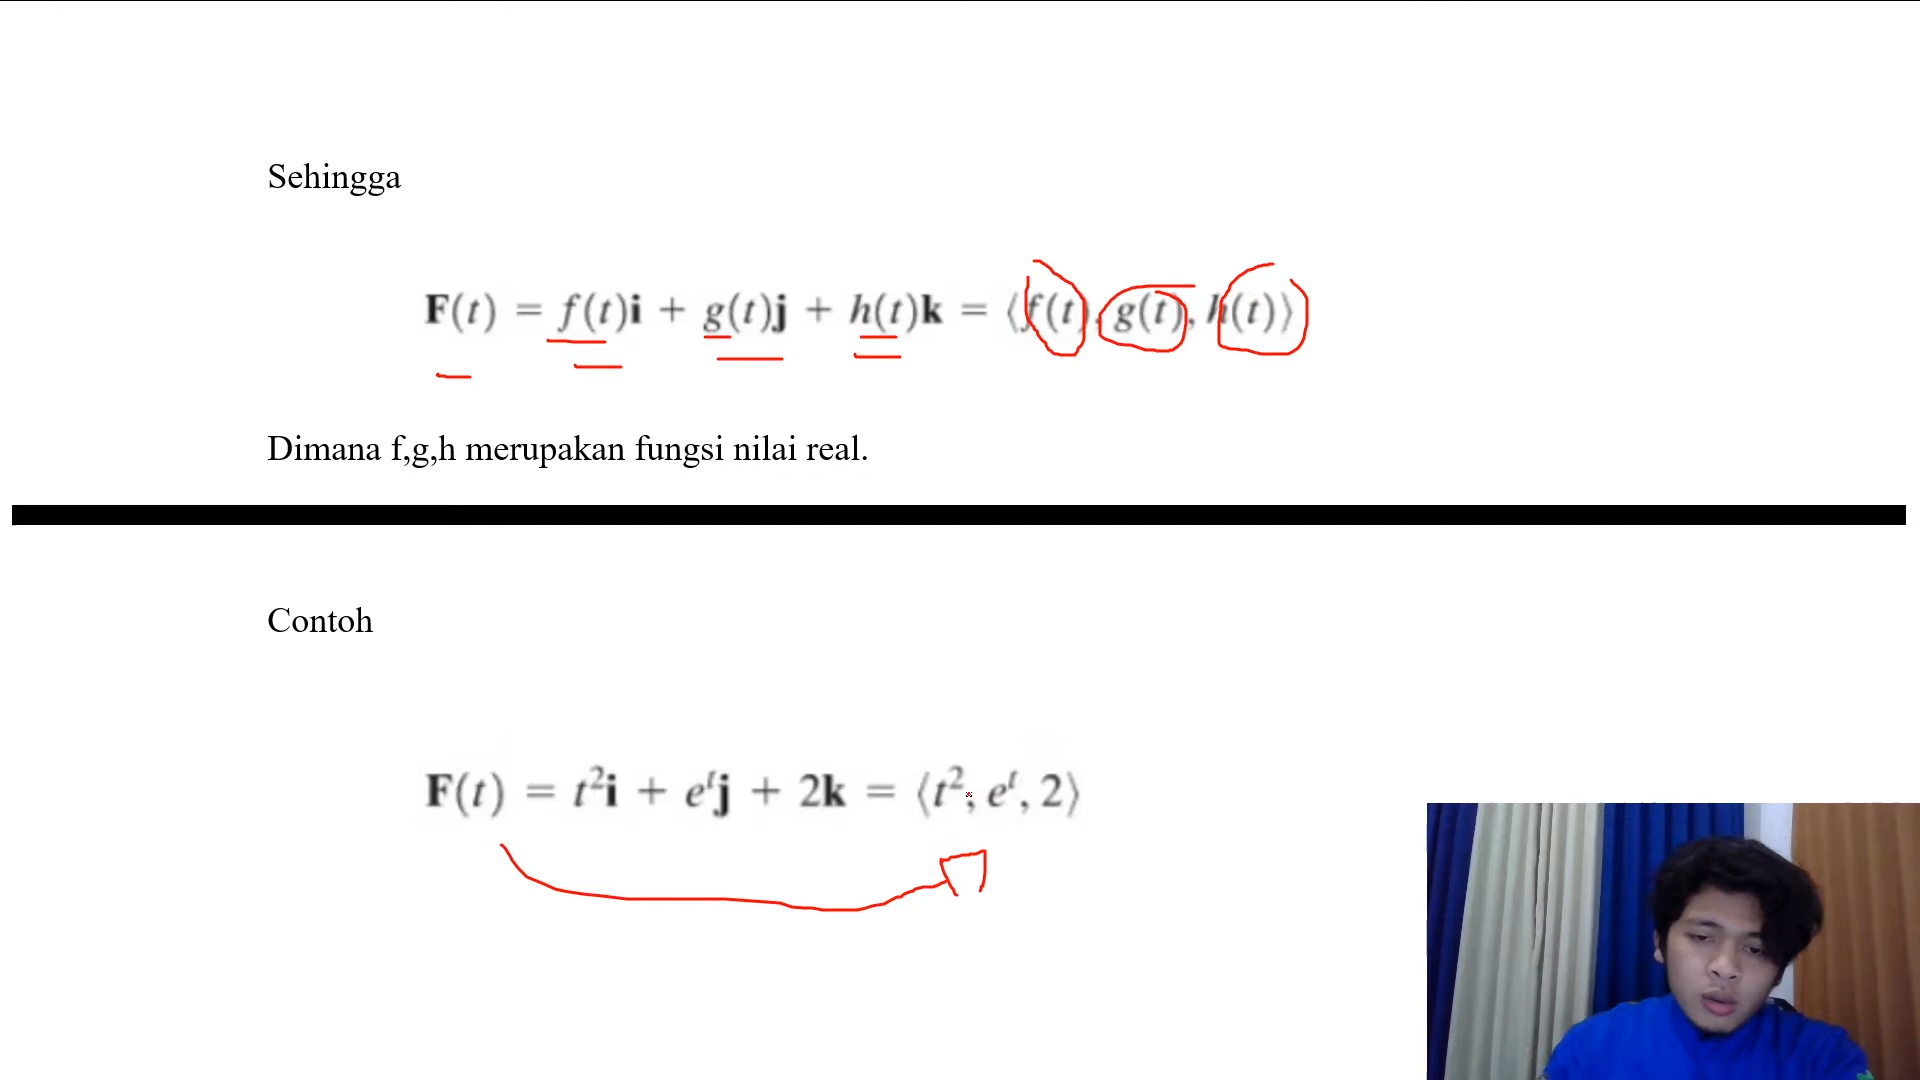 Sehingga
F(t) = f(t)i + g(t)j + h(t)k = ⟨f(t), g(t), h(t)⟩
Dimana f,g,h merupakan fungsi nilai real.
Contoh
F(t) = t²i + eᵗj + 2k = ⟨t², eᵗ, 2⟩